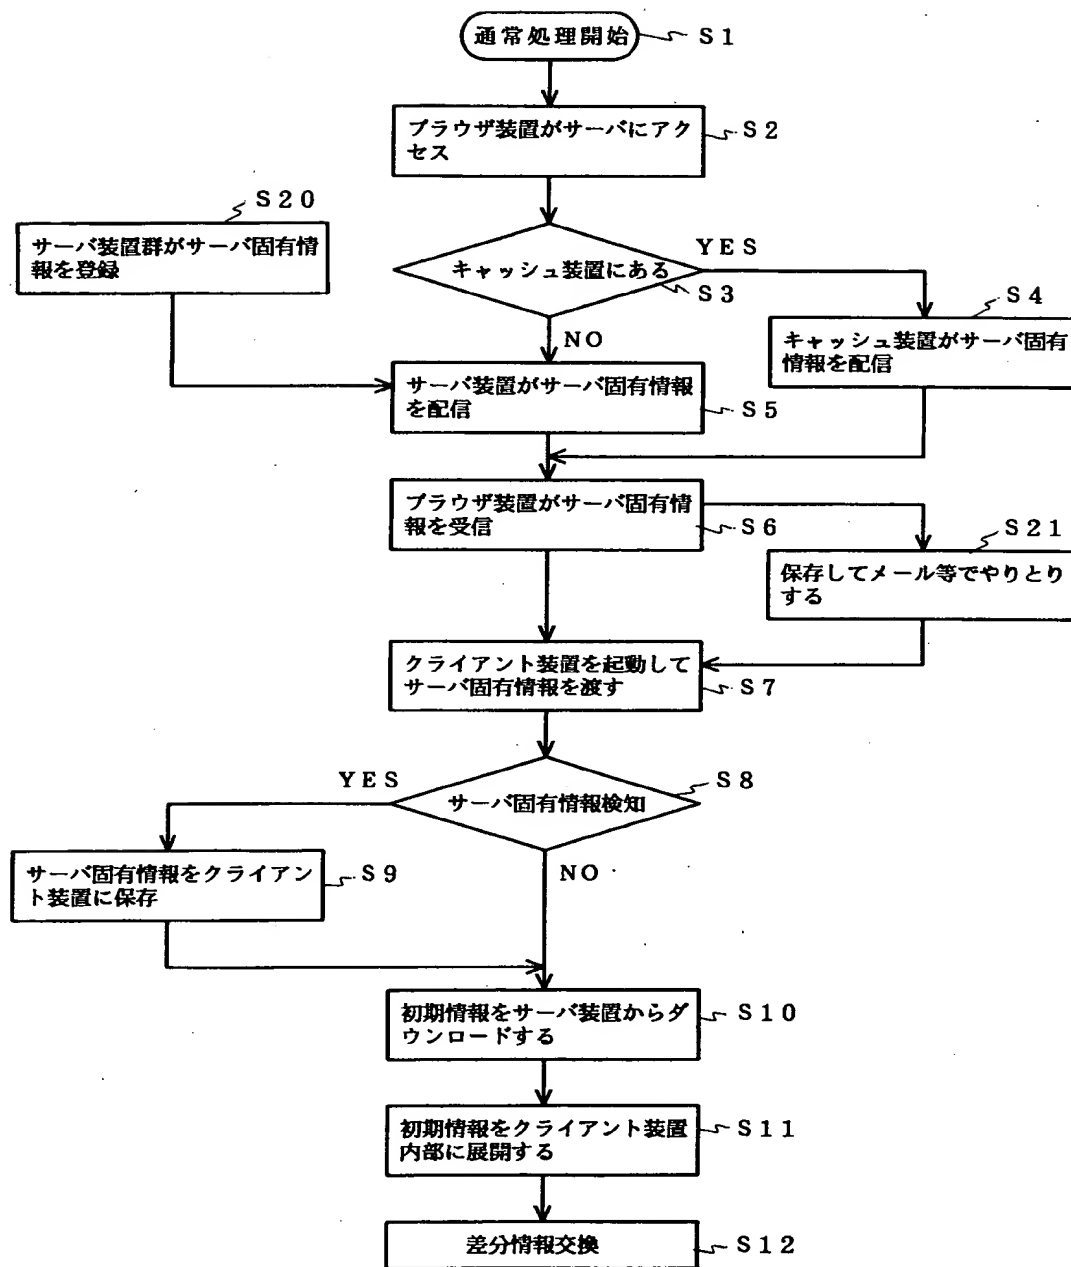 通常処理開始
S1
ブラウザ装置がサーバにアク
セス
S2
S20
サーバ装置群がサーバ固有情
報を登録
キャッシュ装置にある
YES
S3
S4
キャッシュ装置がサーバ固有
情報を配信
NO
サーバ装置がサーバ固有情報
を配信
S5
ブラウザ装置がサーバ固有情
報を受信
S6
S21
保存してメール等でやりとり
する
クライアント装置を起動して
サーバ固有情報を渡す
S7
YES
サーバ固有情報検知
S8
サーバ固有情報をクライアン
ト装置に保存
S9
NO
初期情報をサーバ装置からダ
ウンロードする
S10
初期情報をクライアント装置
内部に展開する
S11
差分情報交換
S12